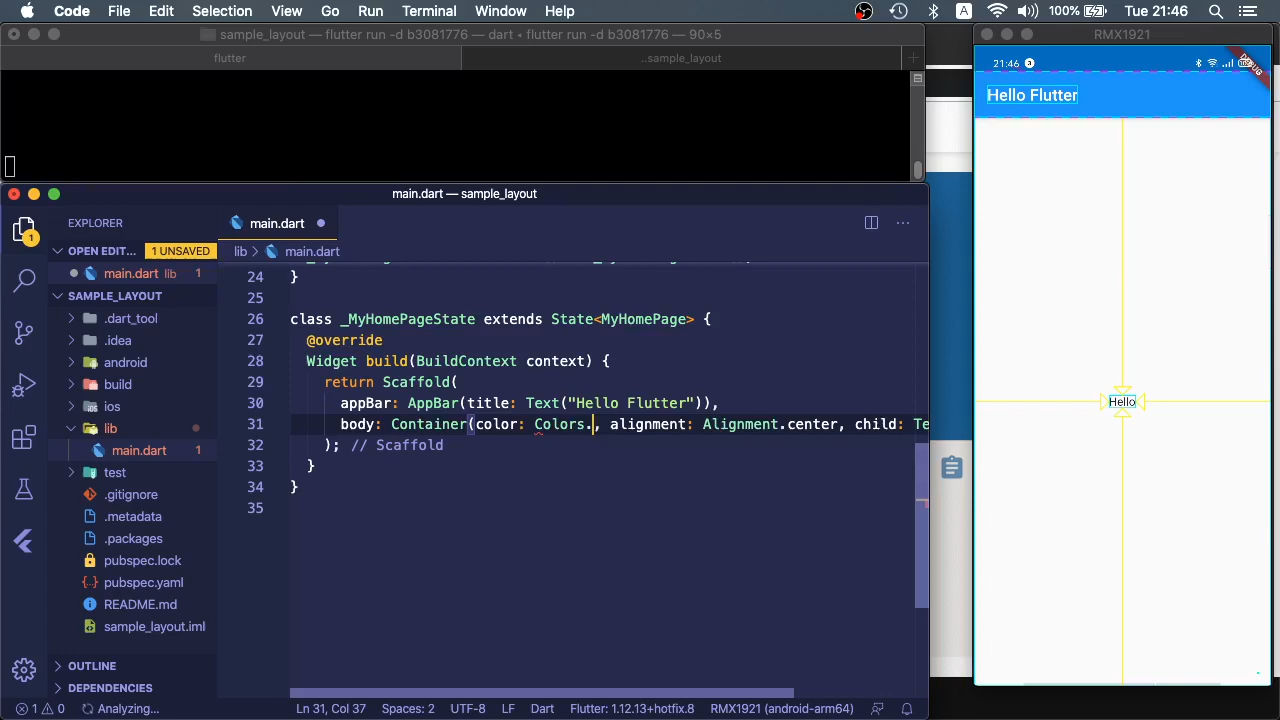 Code File Edit Selection View Go Run Terminal Window Help A 100% Tue 21:46
sample_layout — flutter run -d b3081776 — dart ◂ flutter run -d b3081776 — 90×5
flutter ..sample_layout
RMX1921
21:46 a
DEBUG
Hello Flutter
Hello
main.dart — sample_layout
EXPLORER
main.dart
OPEN EDIT... 1 UNSAVED
lib > main.dart
main.dart lib 1
SAMPLE_LAYOUT
.dart_tool
.idea
android
build
ios
lib
main.dart 1
test
.gitignore
.metadata
.packages
pubspec.lock
pubspec.yaml
README.md
sample_layout.iml
OUTLINE
DEPENDENCIES
1
24 }
25
26 class _MyHomePageState extends State<MyHomePage> {
27 @override
28 Widget build(BuildContext context) {
29 return Scaffold(
30 appBar: AppBar(title: Text("Hello Flutter")),
31 body: Container(color: Colors., alignment: Alignment.center, child: Te
32 ); // Scaffold
33 }
34 }
35
1 0 Analyzing... Ln 31, Col 37 Spaces: 2 UTF-8 LF Dart Flutter: 1.12.13+hotfix.8 RMX1921 (android-arm64)